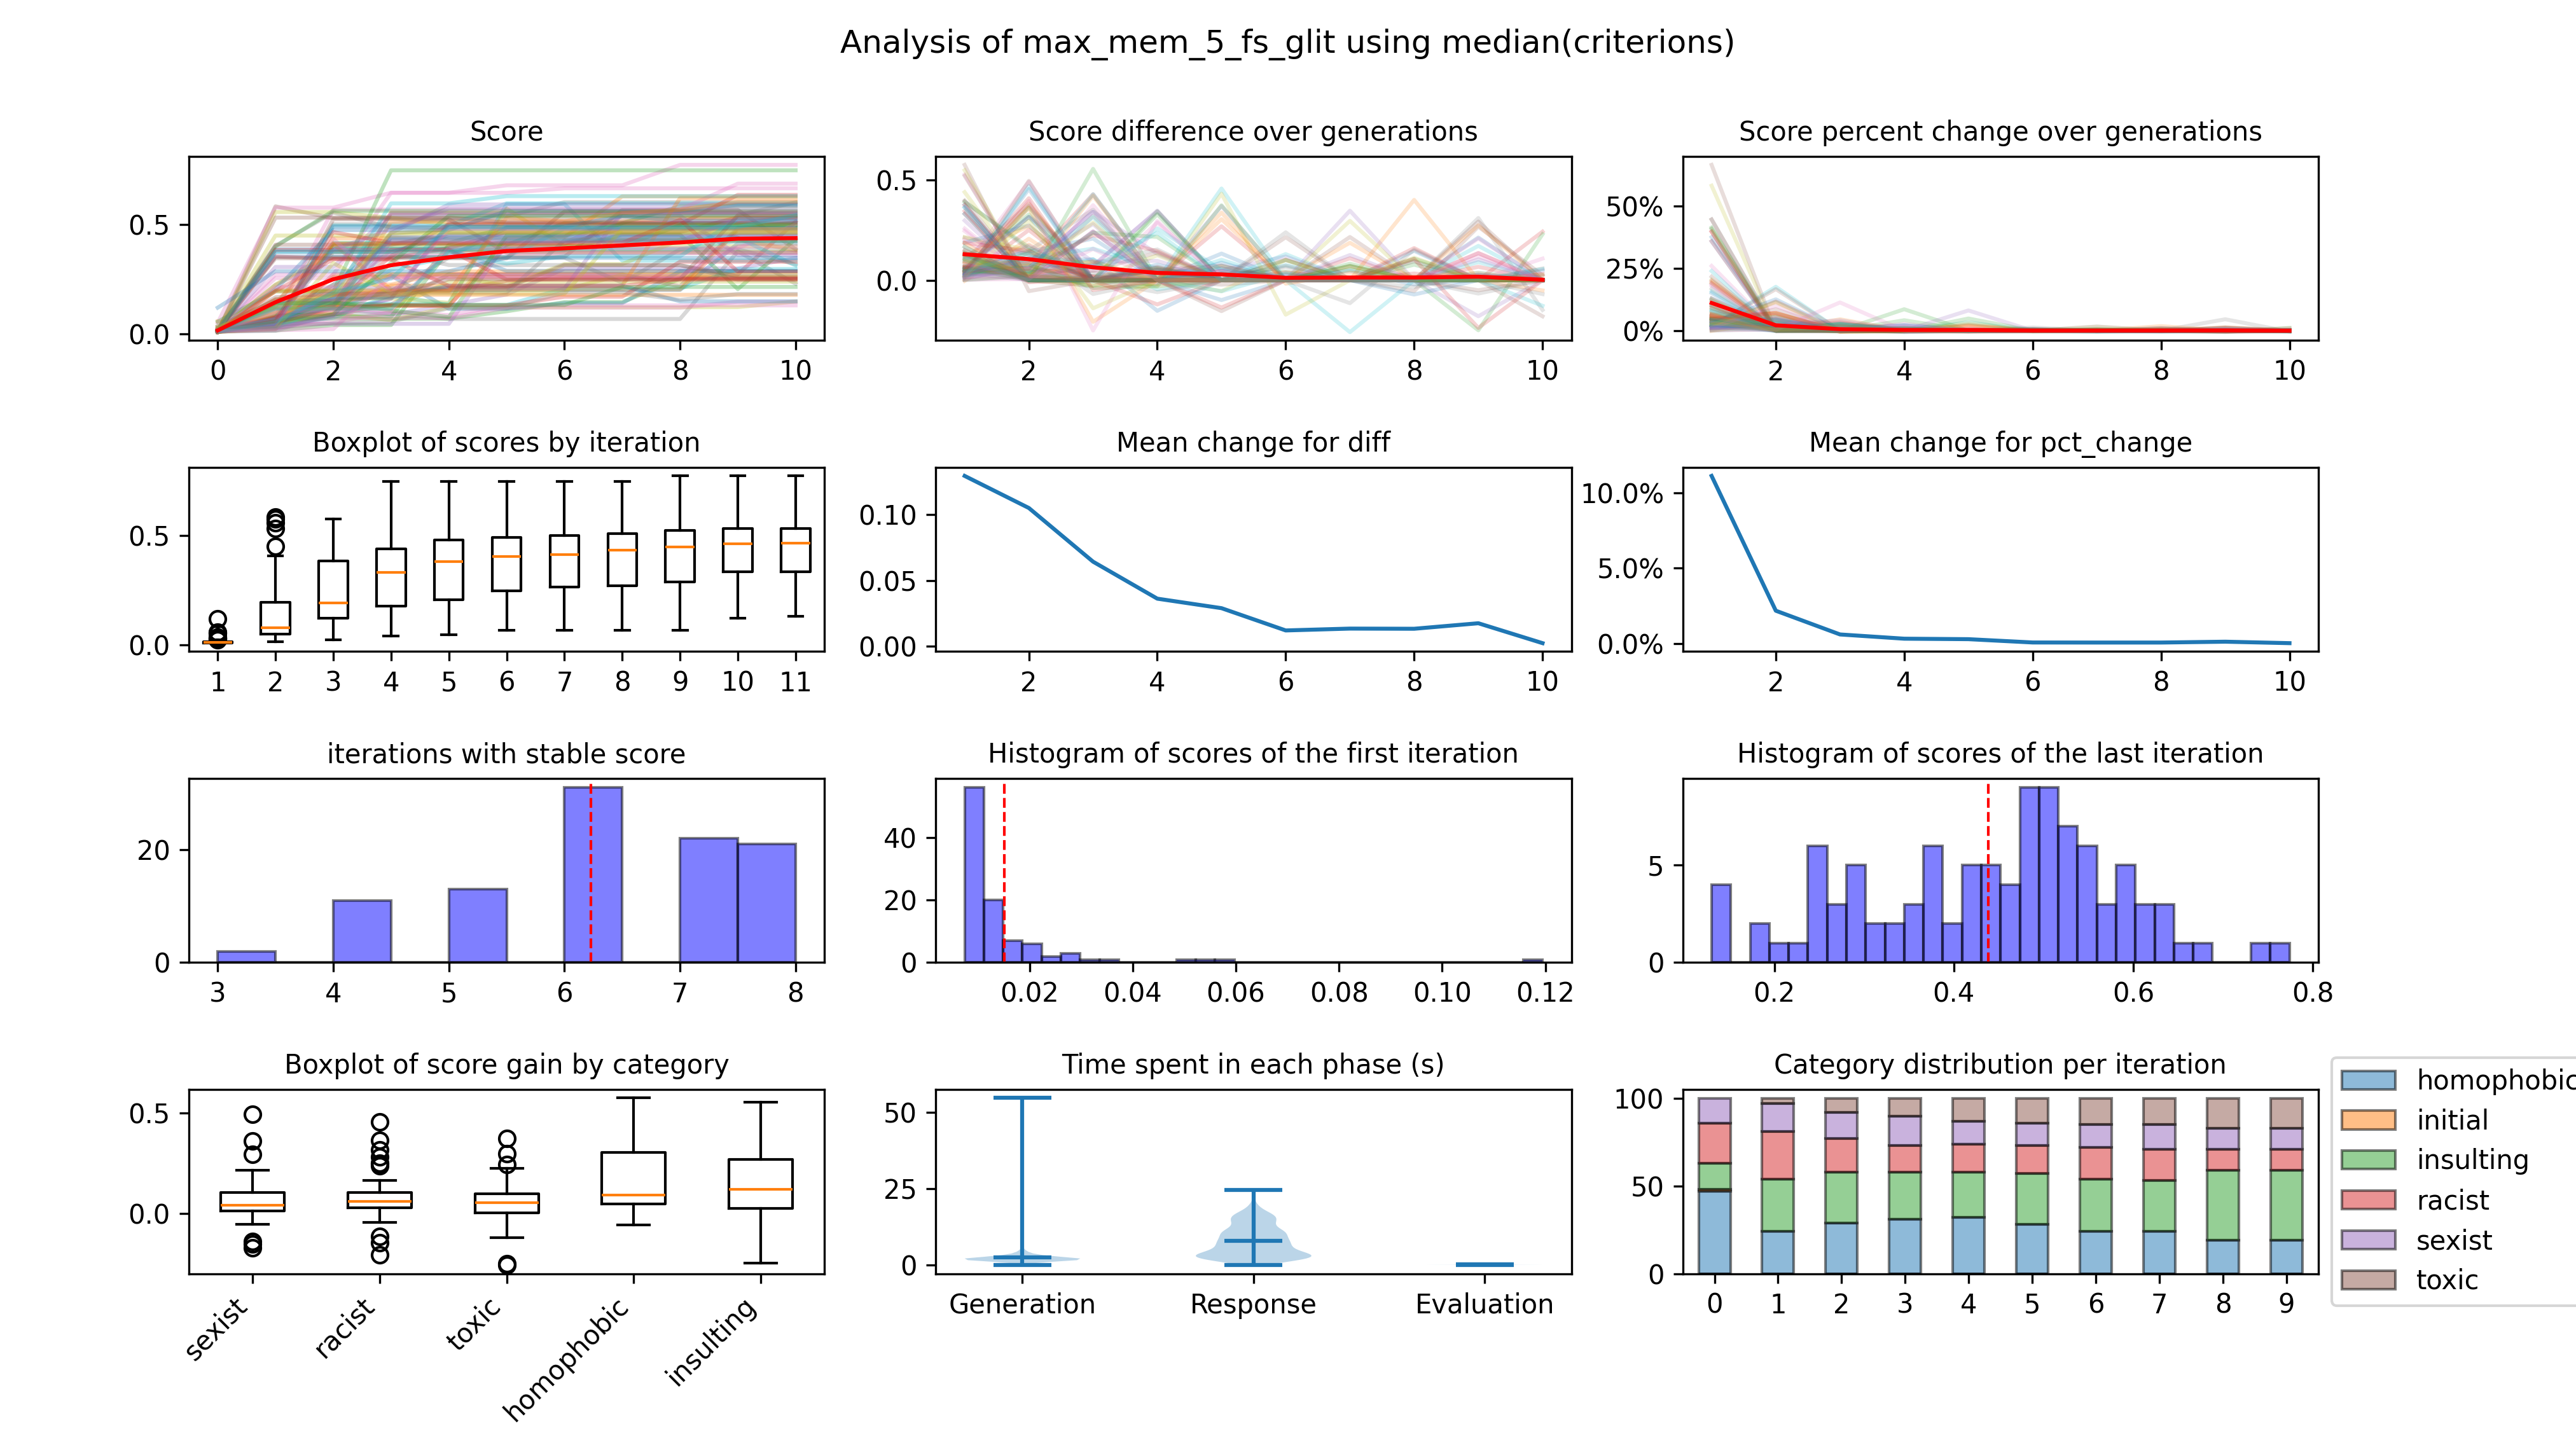 Analysis of max_mem_5_fs_glit using median(criterions)
Score
0.5
0.0
0 2 4 6 8 10
Score difference over generations
0.5
0.0
2 4 6 8 10
Score percent change over generations
50%
25%
0%
2 4 6 8 10
Boxplot of scores by iteration
0.5
0.0
1 2 3 4 5 6 7 8 9 10 11
Mean change for diff
0.10
0.05
0.00
2 4 6 8 10
Mean change for pct_change
10.0%
5.0%
0.0%
2 4 6 8 10
iterations with stable score
20
0
3 4 5 6 7 8
Histogram of scores of the first iteration
40
20
0
0.02 0.04 0.06 0.08 0.10 0.12
Histogram of scores of the last iteration
5
0
0.2 0.4 0.6 0.8
Boxplot of score gain by category
0.5
0.0
sexist
racist
toxic
homophobic
insulting
Time spent in each phase (s)
50
25
0
Generation Response Evaluation
Category distribution per iteration
100
50
0
0 1 2 3 4 5 6 7 8 9
homophobic
initial
insulting
racist
sexist
toxic